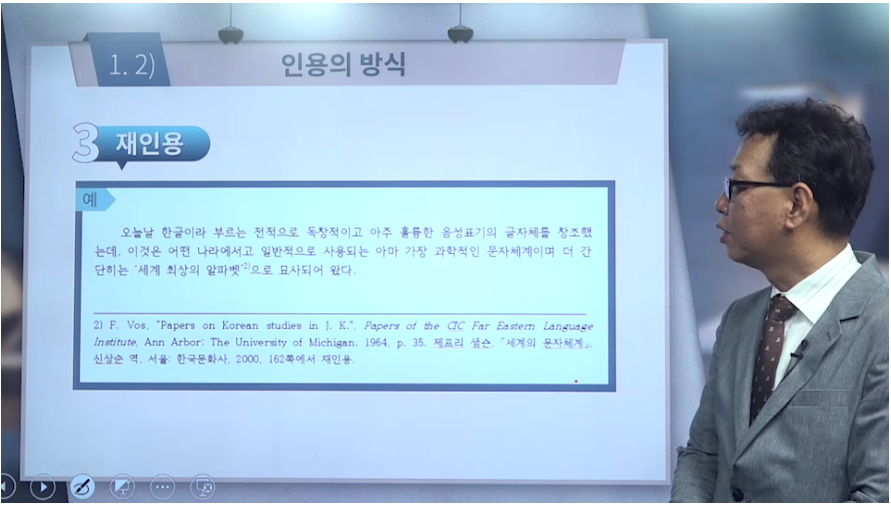 1. 2)
인용의 방식
3 재인용
예
오늘날 한글이라 부르는 전적으로 독창적이고 아주 훌륭한 음성표기의 글자체를 창조했
는데, 이것은 어떤 나라에서고 일반적으로 사용되는 아마 가장 과학적인 문자체계이며 더 간
단히는 '세계 최상의 알파벳'2)으로 묘사되어 왔다.
2) F. Vos, "Papers on Korean studies in J. K.", Papers of the CIC Far Eastern Language
Institute, Ann Arbor: The University of Michigan. 1964, p. 35. 제프리 샘슨, 「세계의 문자체계」,
신상순 역, 서울: 한국문화사, 2000, 162쪽에서 재인용.